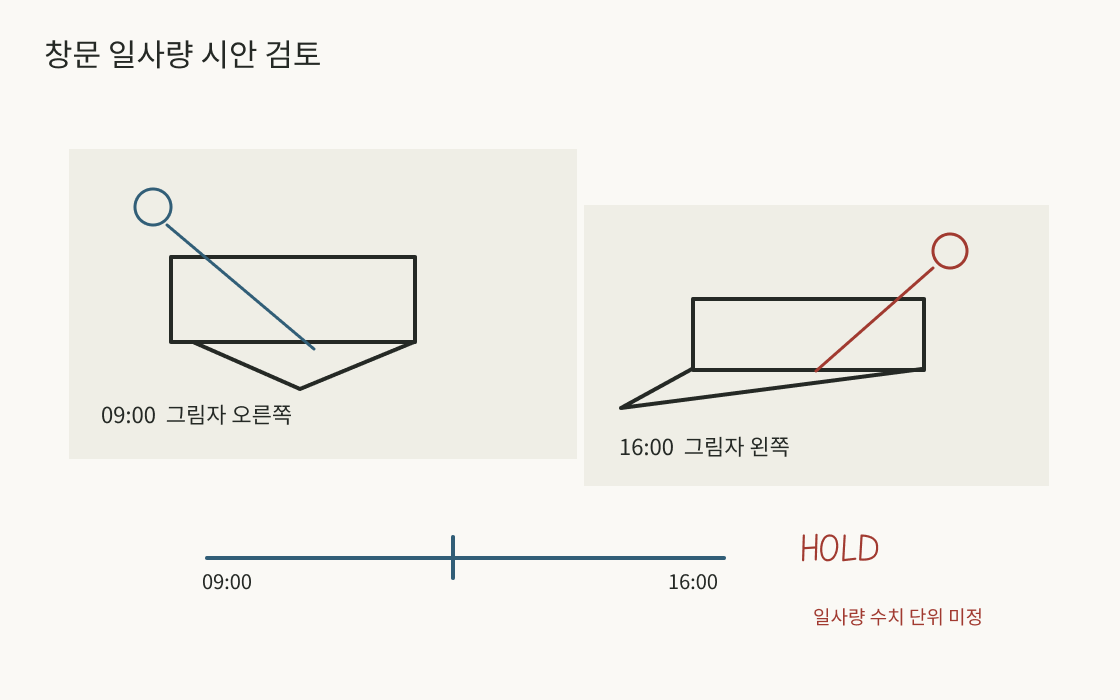 창문 일사량 시안 검토
09:00 그림자 오른쪽
16:00 그림자 왼쪽
09:00
16:00
HOLD
일사량 수치 단위 미정